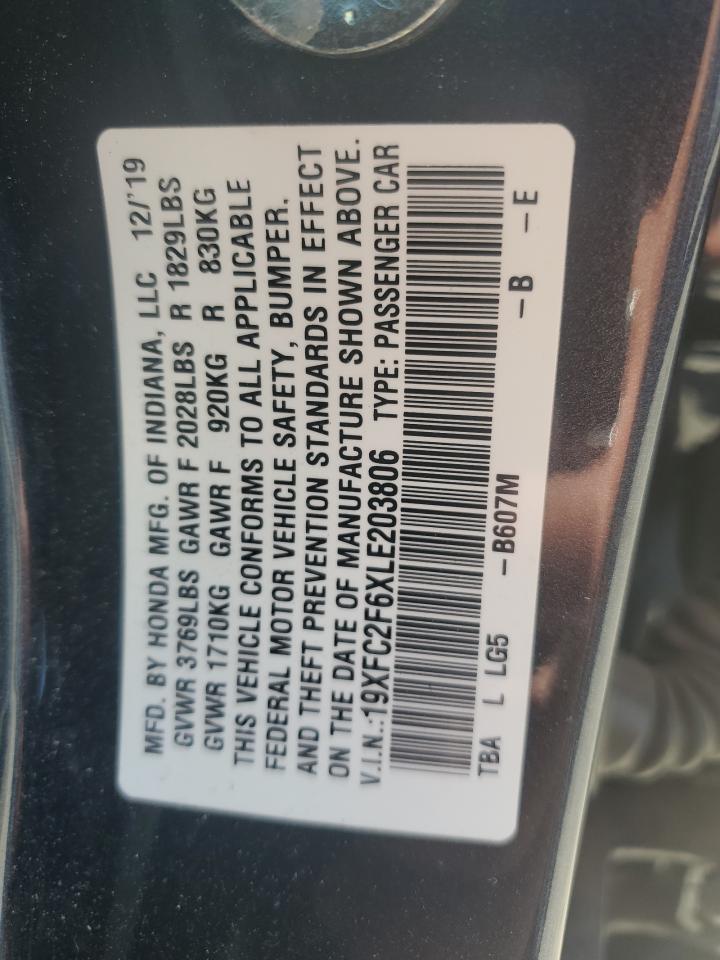 MFD. BY HONDA MFG. OF INDIANA, LLC 12/'19
GVWR 3769LBS GAWR F 2028LBS R 1829LBS
GVWR 1710KG GAWR F 920KG R 830KG
THIS VEHICLE CONFORMS TO ALL APPLICABLE
FEDERAL MOTOR VEHICLE SAFETY, BUMPER,
AND THEFT PREVENTION STANDARDS IN EFFECT
ON THE DATE OF MANUFACTURE SHOWN ABOVE.
V.I.N.:19XFC2F6XLE203806 TYPE: PASSENGER CAR
TBA L LG5 -B607M -B -E